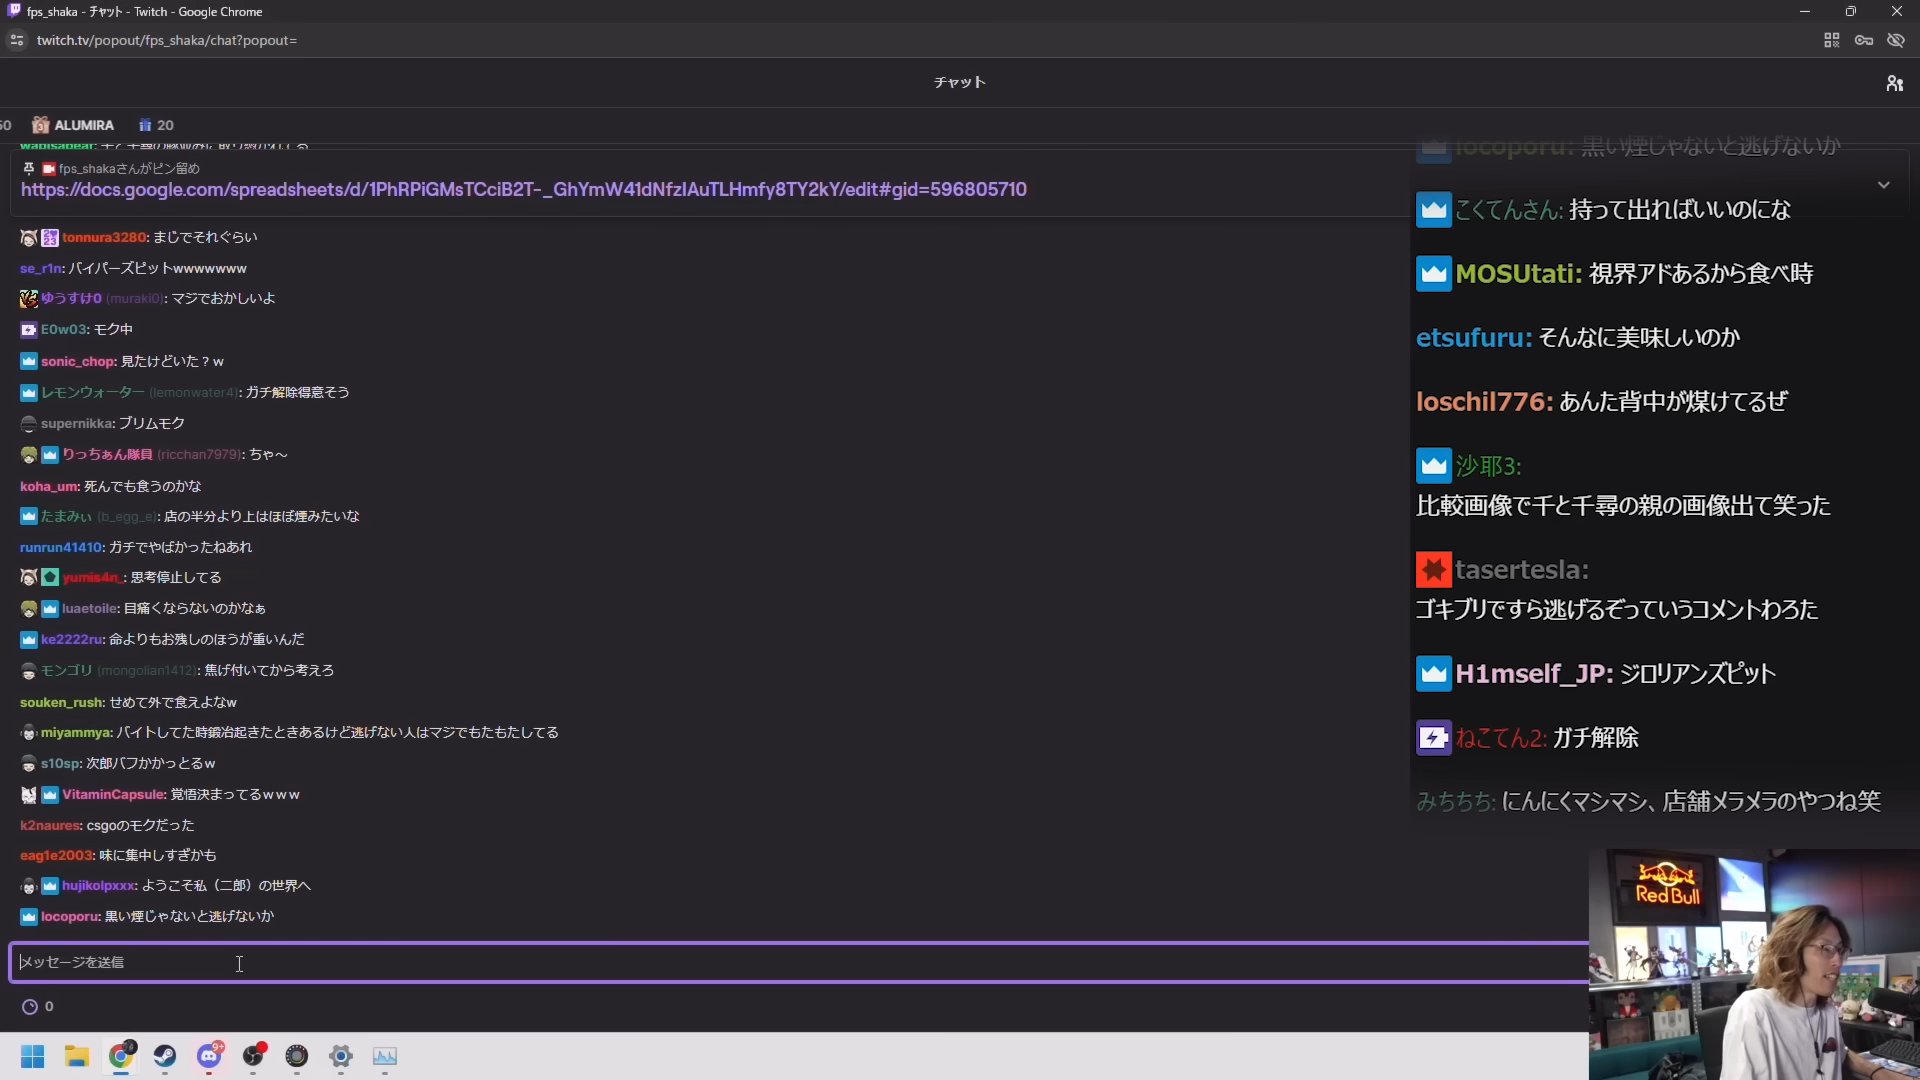 fps_shaka - チャット - Twitch - Google Chrome
twitch.tv/popout/fps_shaka/chat?popout=
チャット
50 ALUMIRA 20
fps_shakaさんがピン留め
https://docs.google.com/spreadsheets/d/1PhRPiGMsTCciB2T-_GhYmW41dNfzIAuTLHmfy8TY2kY/edit#gid=596805710
tonnura3280: まじでそれぐらい
se_r1n: バイパーズピットwwwwwww
ゆうすけ0 (muraki0): マジでおかしいよ
E0w03: モク中
sonic_chop: 見たけどいた？w
レモンウォーター (lemonwater4): ガチ解除得意そう
supernikka: ブリムモク
りっちぁん隊員 (ricchan7979): ちゃ～
koha_um: 死んでも食うのかな
たまみぃ (b_egg_e): 店の半分より上はほぼ煙みたいな
runrun41410: ガチでやばかったねあれ
yumis4n_: 思考停止してる
luaetoile: 目痛くならないのかなぁ
ke2222ru: 命よりもお残しのほうが重いんだ
モンゴリ (mongolian1412): 焦げ付いてから考えろ
souken_rush: せめて外で食えよなw
miyammya: バイトしてた時鍛冶起きたときあるけど逃げない人はマジでもたもたしてる
s10sp: 次郎バフかかっとるw
VitaminCapsule: 覚悟決まってるｗｗｗ
k2naures: csgoのモクだった
eag1e2003: 味に集中しすぎかも
hujikolpxxx: ようこそ私（二郎）の世界へ
locoporu: 黒い煙じゃないと逃げないか
メッセージを送信
0
locoporu: 黒い煙じゃないと逃げないか
こくてんさん: 持って出ればいいのにな
MOSUtati: 視界アドあるから食べ時
etsufuru: そんなに美味しいのか
loschil776: あんた背中が煤けてるぜ
沙耶3:
比較画像で千と千尋の親の画像出て笑った
tasertesla:
ゴキブリですら逃げるぞっていうコメントわろた
H1mself_JP: ジロリアンズピット
ねこてん2: ガチ解除
みちちち: にんにくマシマシ、店舗メラメラのやつね笑
Red Bull
9+